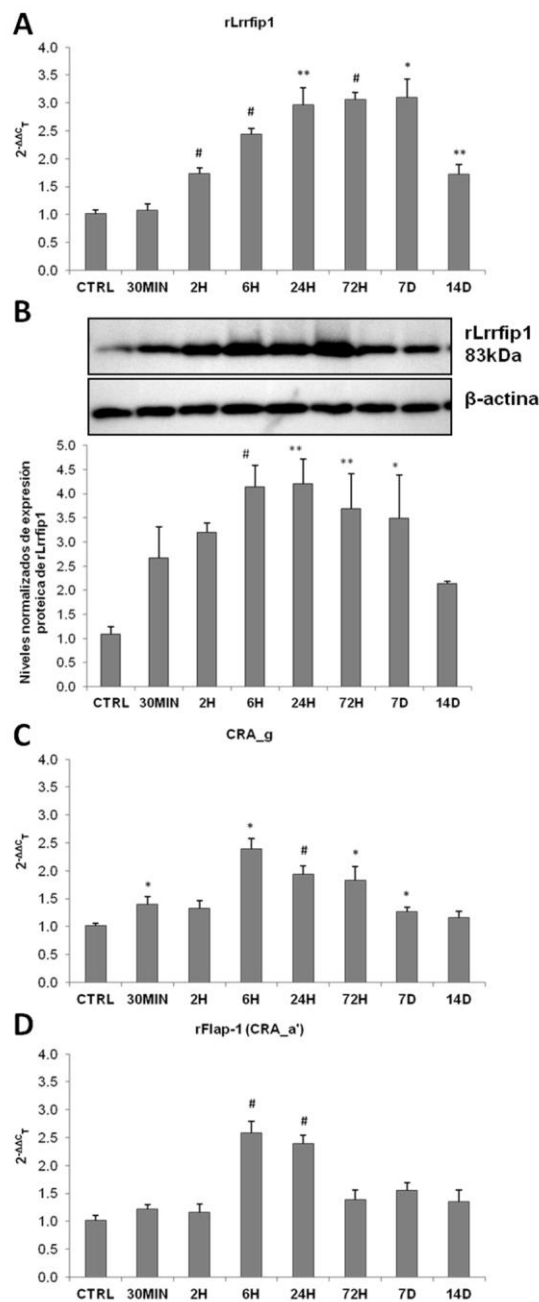 A
rLrrfip1
2-ΔΔCT
4.0
3.5
3.0
2.5
2.0
1.5
1.0
0.5
0.0
# # ** # * **
CTRL 30MIN 2H 6H 24H 72H 7D 14D
B
rLrrfip1
83kDa
β-actina
Niveles normalizados de expresión
proteica de rLrrfip1
5.0
4.5
4.0
3.5
3.0
2.5
2.0
1.5
1.0
0.5
0.0
# ** ** *
CTRL 30MIN 2H 6H 24H 72H 7D 14D
C
CRA_g
2-ΔΔCT
4.0
3.5
3.0
2.5
2.0
1.5
1.0
0.5
0.0
* * # * *
CTRL 30MIN 2H 6H 24H 72H 7D 14D
D
rFlap-1 (CRA_a')
2-ΔΔCT
4.0
3.5
3.0
2.5
2.0
1.5
1.0
0.5
0.0
# #
CTRL 30MIN 2H 6H 24H 72H 7D 14D